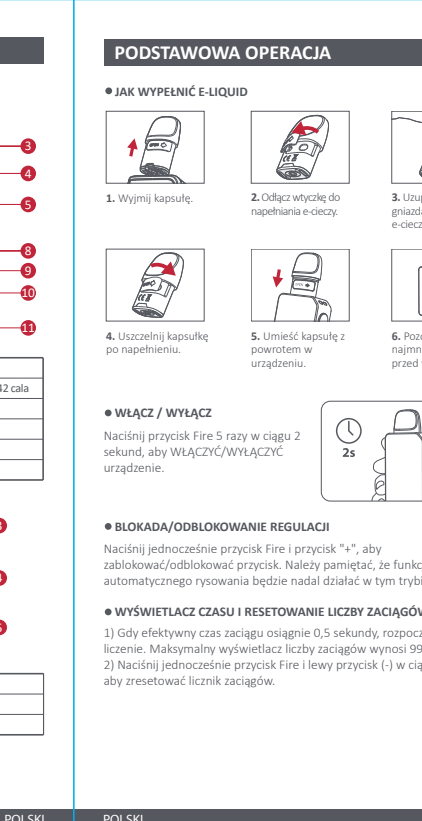 3
4
5
8
9
10
11
42 cala
POLSKI
PODSTAWOWA OPERACJA
● JAK WYPEŁNIĆ E-LIQUID
1. Wyjmij kapsułę.
2. Odłącz wtyczkę do
napełniania e-cieczy.
3. Uzup
gniazda
e-ciecz
4. Uszczelnij kapsułkę
po napełnieniu.
5. Umieść kapsułę z
powrotem w
urządzeniu.
6. Pozo
najmn
przed
● WŁĄCZ / WYŁĄCZ
Naciśnij przycisk Fire 5 razy w ciągu 2
sekund, aby WŁĄCZYĆ/WYŁĄCZYĆ
urządzenie.
2s
● BLOKADA/ODBLOKOWANIE REGULACJI
Naciśnij jednocześnie przycisk Fire i przycisk "+", aby
zablokować/odblokować przycisk. Należy pamiętać, że funkc
automatycznego rysowania będzie nadal działać w tym trybi
● WYŚWIETLACZ CZASU I RESETOWANIE LICZBY ZACIĄGÓW
1) Gdy efektywny czas zaciągu osiągnie 0,5 sekundy, rozpocz
liczenie. Maksymalny wyświetlacz liczby zaciągów wynosi 99
2) Naciśnij jednocześnie przycisk Fire i lewy przycisk (-) w cią
aby zresetować licznik zaciągów.
POLSKI